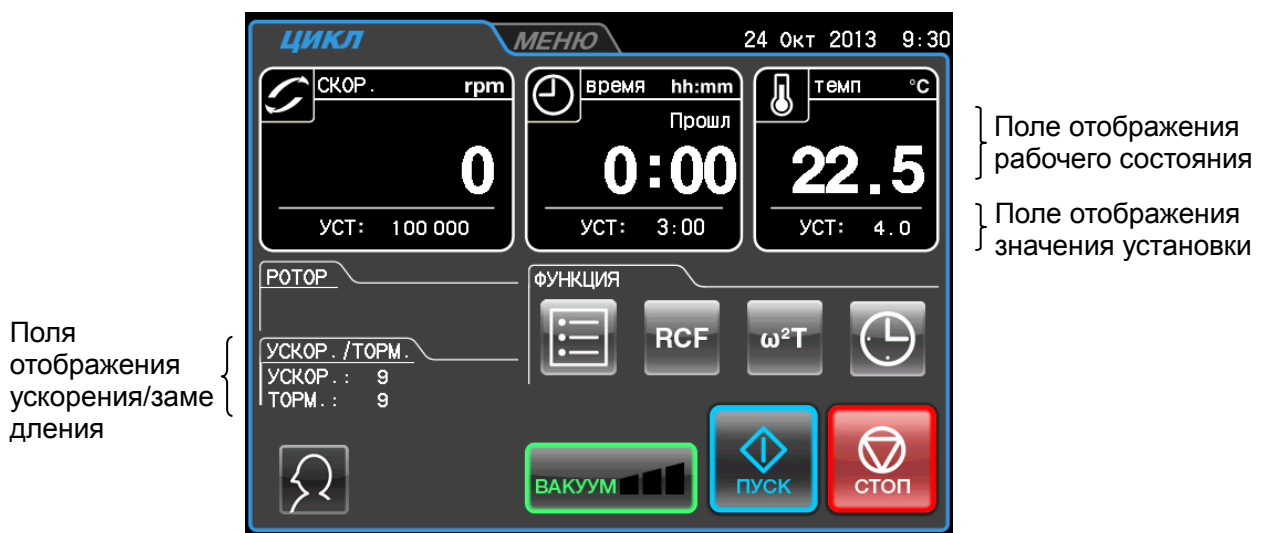 ЦИКЛ
МЕНЮ
24 Окт 2013 9:30
СКОР. rpm
0
УСТ: 100 000
время hh:mm
Прошл
0:00
УСТ: 3:00
темп °C
22.5
УСТ: 4.0
Поле отображения
рабочего состояния
Поле отображения
значения установки
РОТОР
ФУНКЦИЯ
RCF
ω²T
Поля
отображения
ускорения/заме
дления
УСКОР./ТОРМ.
УСКОР.: 9
ТОРМ.: 9
ВАКУУМ
ПУСК
СТОП